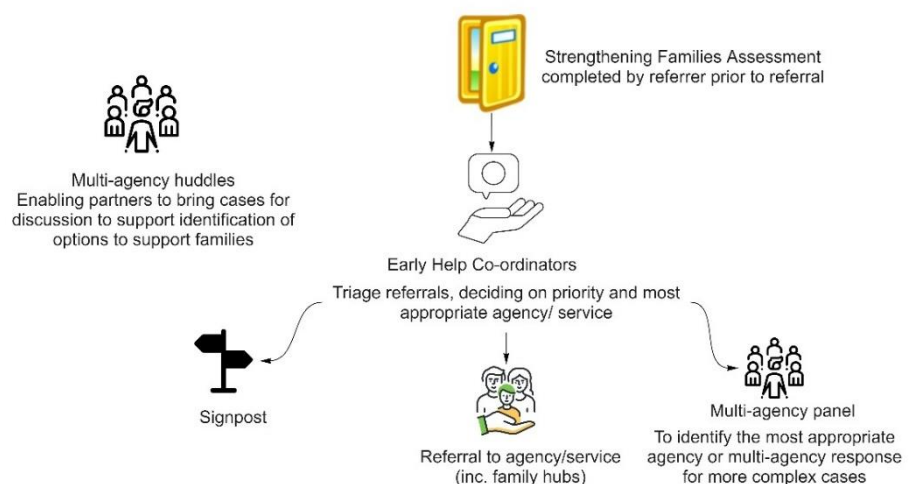 Strengthening Families Assessment
completed by referrer prior to referral
Multi-agency huddles
Enabling partners to bring cases for
discussion to support identification of
options to support families
Early Help Co-ordinators
Triage referrals, deciding on priority and most
appropriate agency/ service
Signpost
Referral to agency/service
(inc. family hubs)
Multi-agency panel
To identify the most appropriate
agency or multi-agency response
for more complex cases